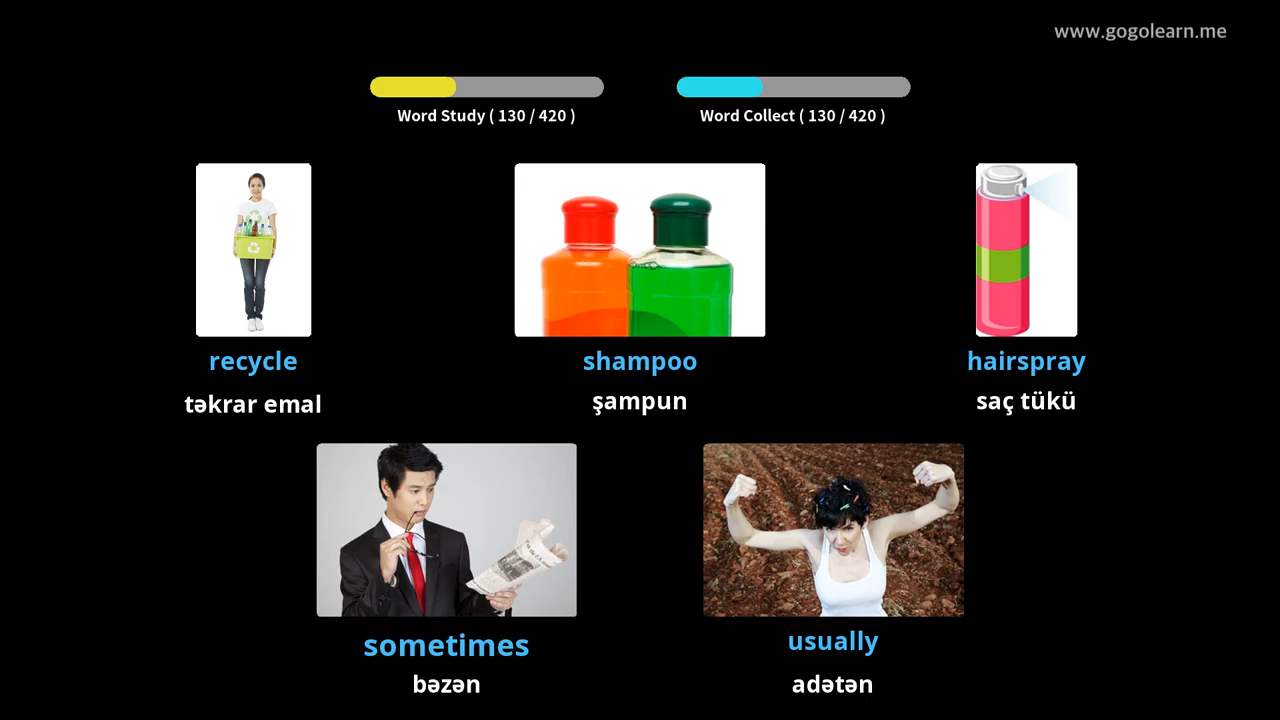 www.gogolearn.me
Word Study ( 130 / 420 )
Word Collect ( 130 / 420 )
recycle
təkrar emal
shampoo
şampun
hairspray
saç tükü
sometimes
bəzən
usually
adətən